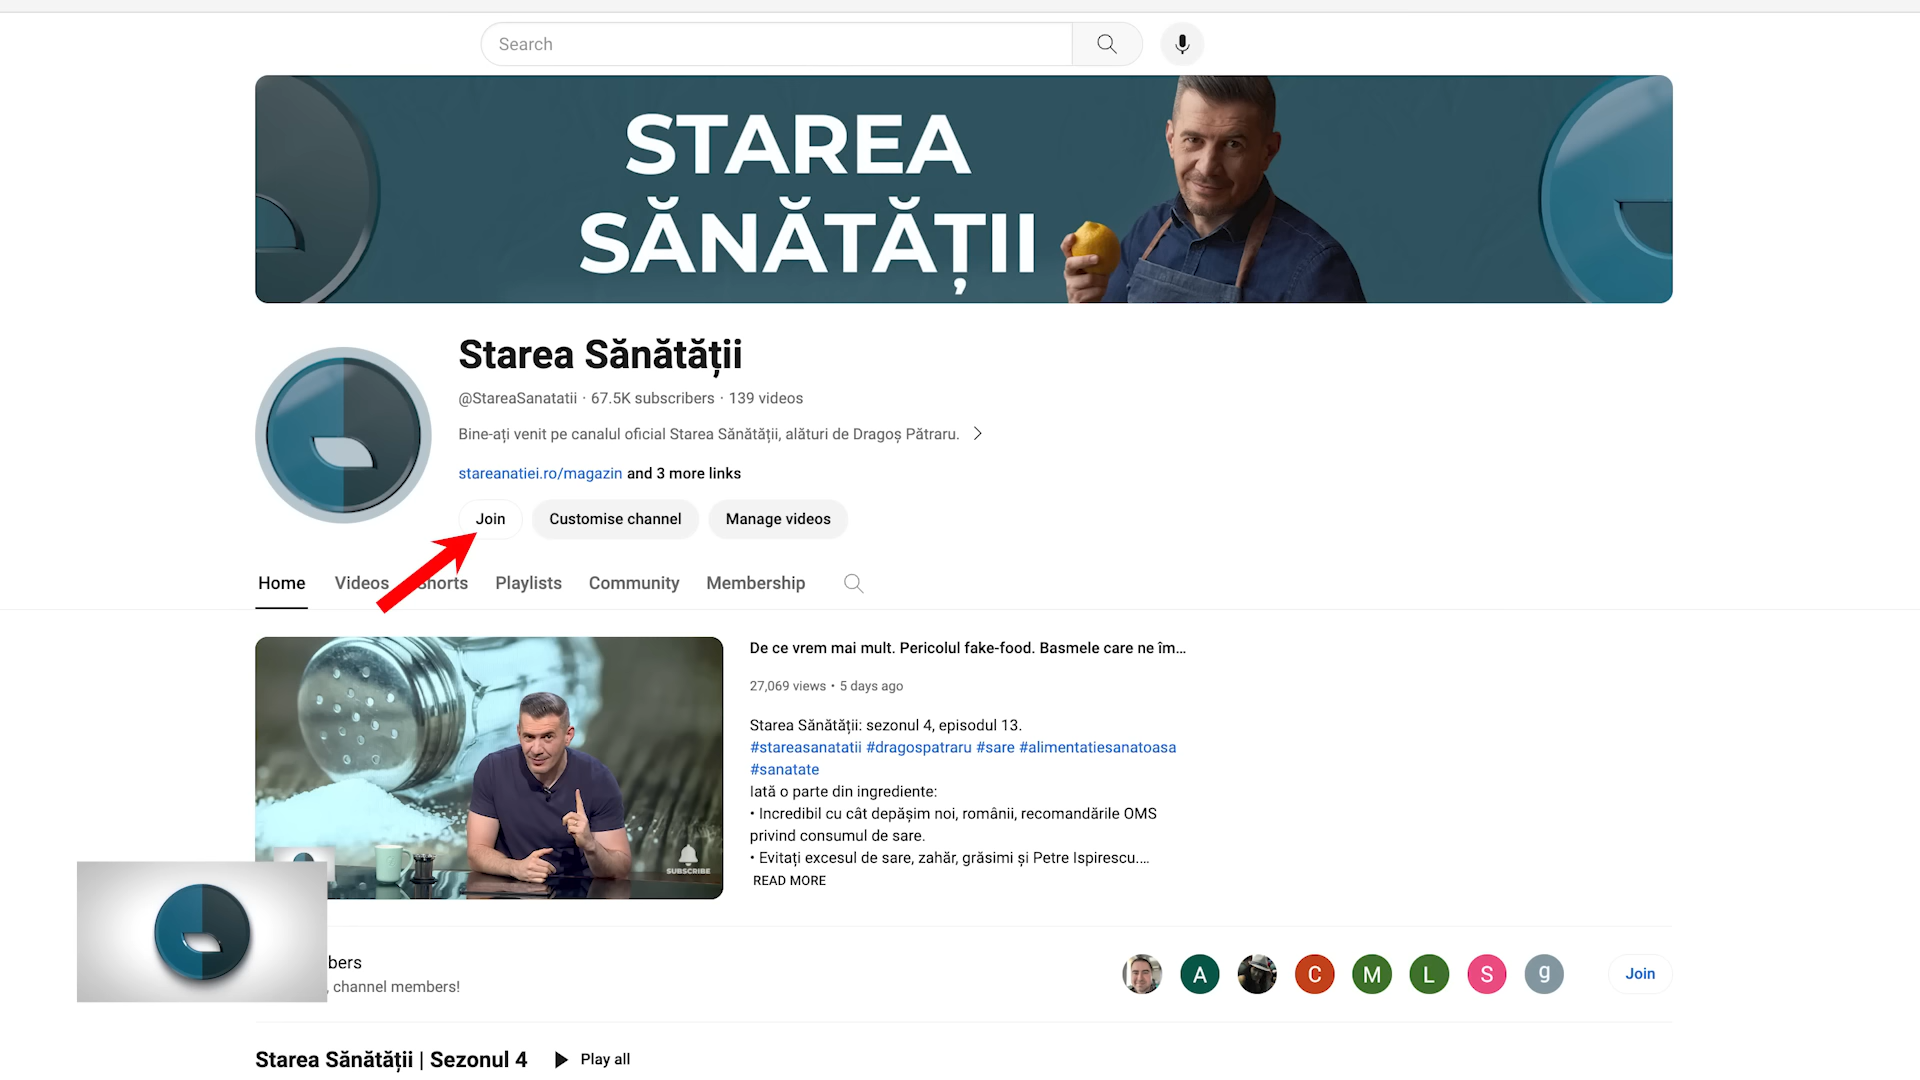 Search
STAREA
SĂNĂTĂȚII
Starea Sănătății
@StareaSanatatii · 67.5K subscribers · 139 videos
Bine-ați venit pe canalul oficial Starea Sănătății, alături de Dragoș Pătraru.
stareanatiei.ro/magazin and 3 more links
Join
Customise channel
Manage videos
Home
Videos
Shorts
Playlists
Community
Membership
De ce vrem mai mult. Pericolul fake-food. Basmele care ne îm...
27,069 views • 5 days ago
Starea Sănătății: sezonul 4, episodul 13.
#stareasanatatii #dragospatraru #sare #alimentatiesanatoasa
#sanatate
Iată o parte din ingrediente:
• Incredibil cu cât depășim noi, românii, recomandările OMS
privind consumul de sare.
• Evitați excesul de sare, zahăr, grăsimi și Petre Ispirescu....
READ MORE
SUBSCRIBE
bers
, channel members!
A
C
M
L
S
g
Join
Starea Sănătății | Sezonul 4
Play all